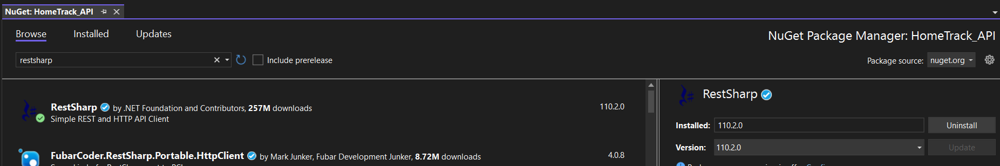 NuGet: HomeTrack_API
Browse Installed Updates
NuGet Package Manager: HomeTrack_API
restsharp
Include prerelease
Package source: nuget.org
RestSharp by .NET Foundation and Contributors, 257M downloads
110.2.0
Simple REST and HTTP API Client
FubarCoder.RestSharp.Portable.HttpClient by Mark Junker, Fubar Development Junker, 8.72M downloads
4.0.8
RestSharp
Installed: 110.2.0 Uninstall
Version: 110.2.0 Update